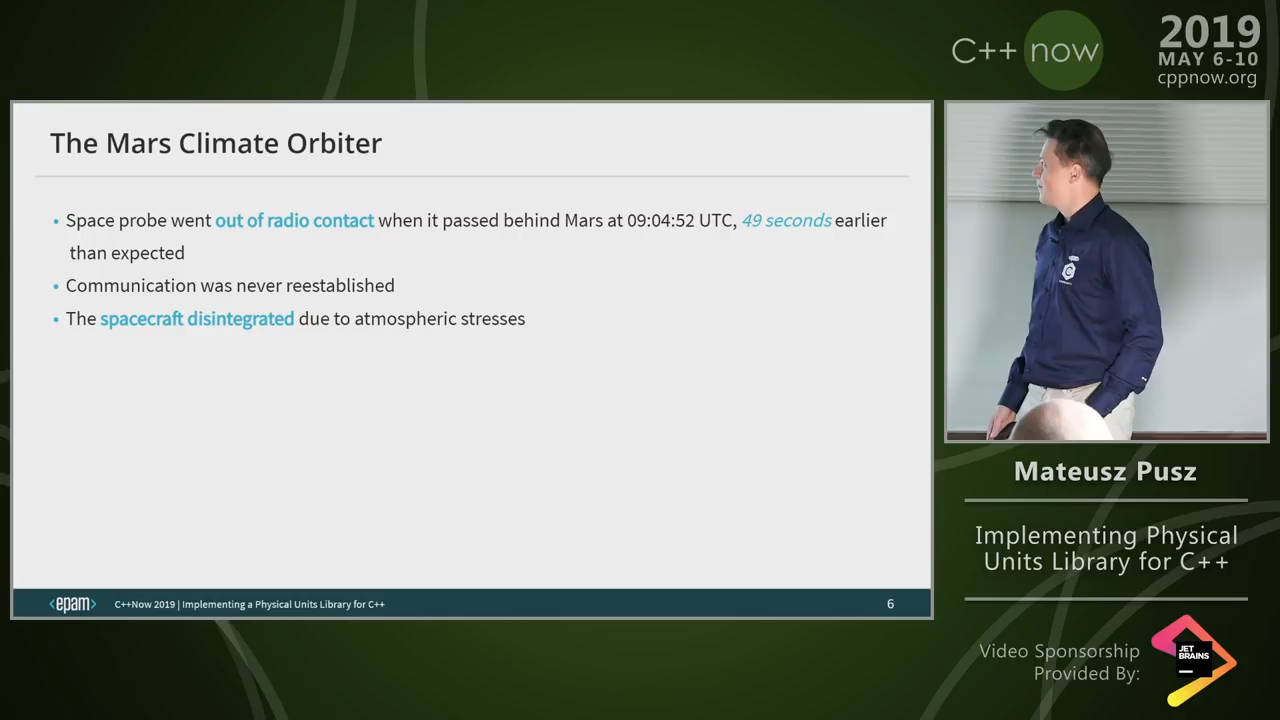 C++ now
2019
MAY 6-10
cppnow.org
The Mars Climate Orbiter
• Space probe went out of radio contact when it passed behind Mars at 09:04:52 UTC, 49 seconds earlier
than expected
• Communication was never reestablished
• The spacecraft disintegrated due to atmospheric stresses
<epam> C++Now 2019 | Implementing a Physical Units Library for C++ 6
Mateusz Pusz
Implementing Physical
Units Library for C++
Video Sponsorship
Provided By:
JET
BRAINS